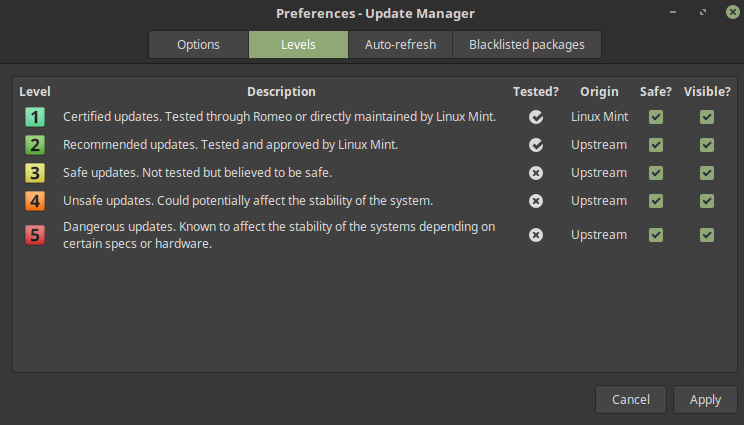 Preferences - Update Manager
Options Levels Auto-refresh Blacklisted packages
Level Description Tested? Origin Safe? Visible?
1 Certified updates. Tested through Romeo or directly maintained by Linux Mint. Linux Mint
2 Recommended updates. Tested and approved by Linux Mint. Upstream
3 Safe updates. Not tested but believed to be safe. Upstream
4 Unsafe updates. Could potentially affect the stability of the system. Upstream
5 Dangerous updates. Known to affect the stability of the systems depending on
certain specs or hardware. Upstream
Cancel Apply